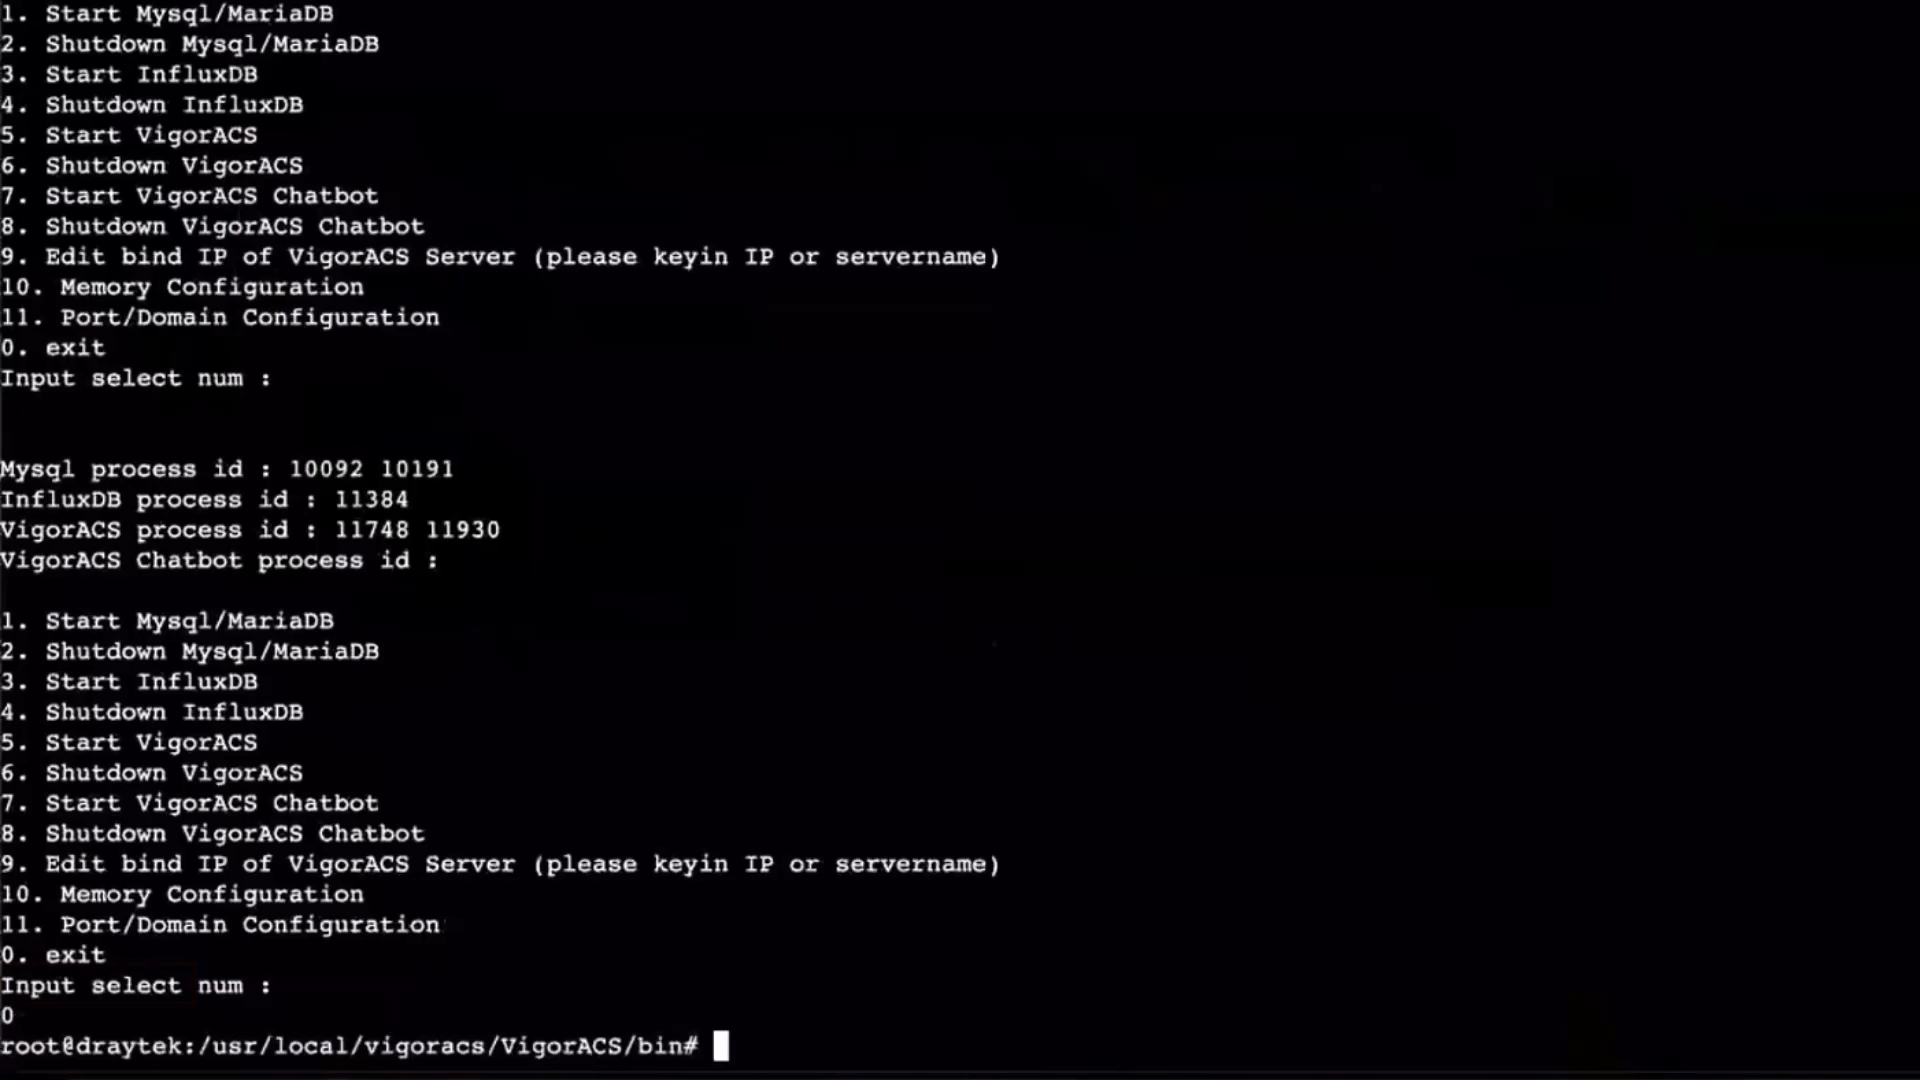 1. Start Mysql/MariaDB
2. Shutdown Mysql/MariaDB
3. Start InfluxDB
4. Shutdown InfluxDB
5. Start VigorACS
6. Shutdown VigorACS
7. Start VigorACS Chatbot
8. Shutdown VigorACS Chatbot
9. Edit bind IP of VigorACS Server (please keyin IP or servername)
10. Memory Configuration
11. Port/Domain Configuration
0. exit
Input select num :
Mysql process id : 10092 10191
InfluxDB process id : 11384
VigorACS process id : 11748 11930
VigorACS Chatbot process id :
1. Start Mysql/MariaDB
2. Shutdown Mysql/MariaDB
3. Start InfluxDB
4. Shutdown InfluxDB
5. Start VigorACS
6. Shutdown VigorACS
7. Start VigorACS Chatbot
8. Shutdown VigorACS Chatbot
9. Edit bind IP of VigorACS Server (please keyin IP or servername)
10. Memory Configuration
11. Port/Domain Configuration
0. exit
Input select num :
0
root@draytek:/usr/local/vigoracs/VigorACS/bin#